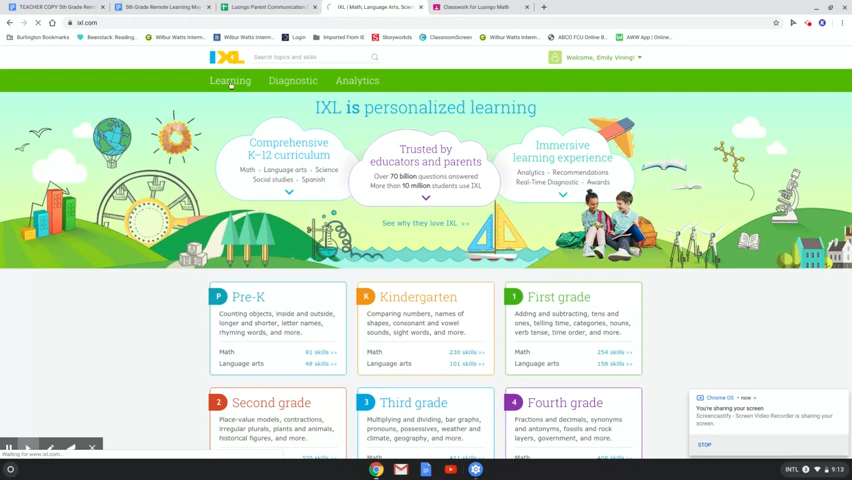 TEACHER COPY 5th Grade Rem
5th Grade Remote Learning Ma
Luongo Parent Communication
IXL | Math, Language Arts, Scienc
Classwork for Luongo Math
ixl.com
Burlington Bookmarks
Beanstack Reading..
Wilbur Watts Interm..
Wilbur Watts Interm..
Login
Imported From IE
Storyworks
ClassroomScreen
Wilbur Watts Interm...
ABCO FCU Online B..
AWW App | Online..
IXL
Search topics and skills
Welcome, Emily Vining!
Learning
Diagnostic
Analytics
IXL is personalized learning
Comprehensive
K–12 curriculum
Math - Language arts - Science
Social studies - Spanish
Trusted by
educators and parents
Over 70 billion questions answered
More than 10 million students use IXL
Immersive
learning experience
Analytics - Recommendations
Real-Time Diagnostic - Awards
See why they love IXL >>
P Pre-K
Counting objects, inside and outside,
longer and shorter, letter names,
rhyming words, and more.
Math 91 skills >>
Language arts 48 skills >>
K Kindergarten
Comparing numbers, names of
shapes, consonant and vowel
sounds, sight words, and more.
Math 230 skills >>
Language arts 101 skills >>
1 First grade
Adding and subtracting, tens and
ones, telling time, categories, nouns,
verb tense, time order, and more.
Math 254 skills >>
Language arts 158 skills >>
2 Second grade
Place-value models, contractions,
irregular plurals, plants and animals,
historical figures, and more.
3 Third grade
Multiplying and dividing, bar graphs,
pronouns, possessives, weather and
climate, geography, and more.
4 Fourth grade
Fractions and decimals, synonyms
and antonyms, fossils and rock
layers, government, and more.
Chrome OS • now
You're sharing your screen
Screencastify - Screen Video Recorder is sharing your
screen.
STOP
Waiting for www.ixl.com...
INTL
9:13